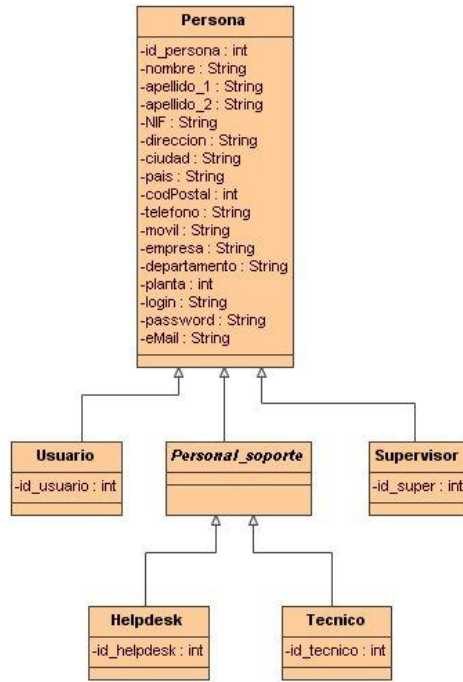 Persona
-id_persona : int
-nombre : String
-apellido_1 : String
-apellido_2 : String
-NIF : String
-direccion : String
-ciudad : String
-pais : String
-codPostal : int
-telefono : String
-movil : String
-empresa : String
-departamento : String
-planta : int
-login : String
-password : String
-eMail : String
Usuario
-id_usuario : int
Personal_soporte
Supervisor
-id_super : int
Helpdesk
-id_helpdesk : int
Tecnico
-id_tecnico : int